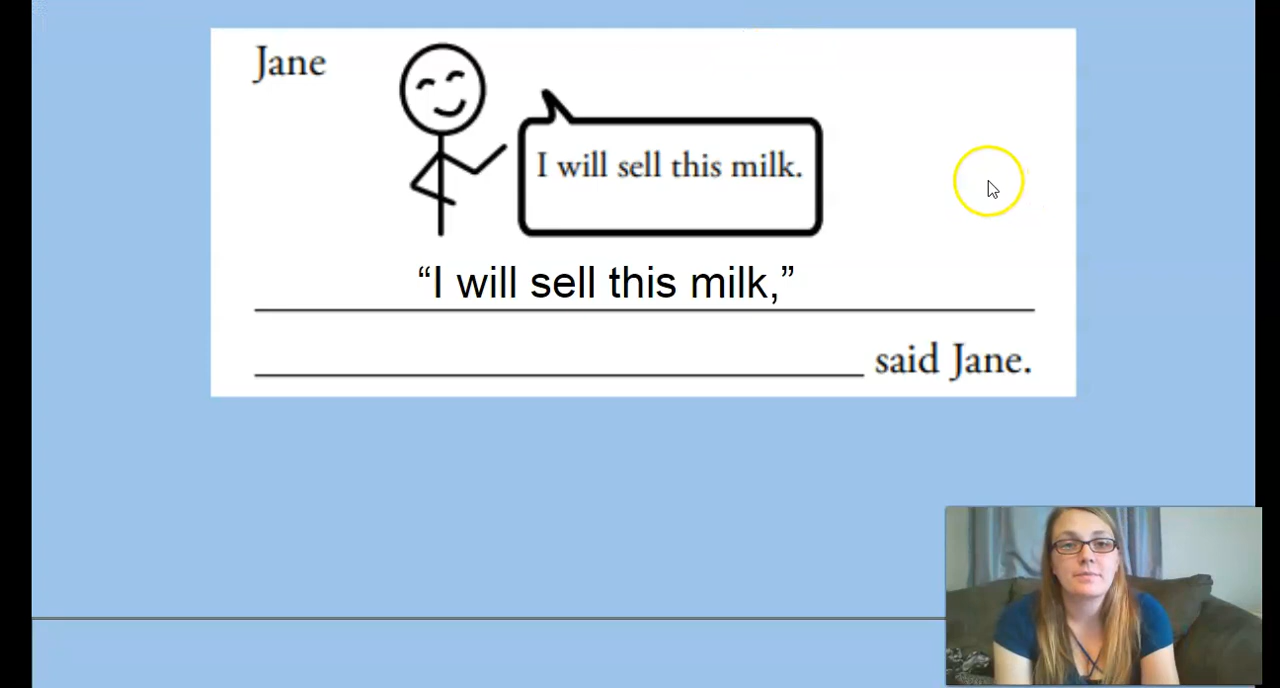 Jane
I will sell this milk.
“I will sell this milk,”
said Jane.